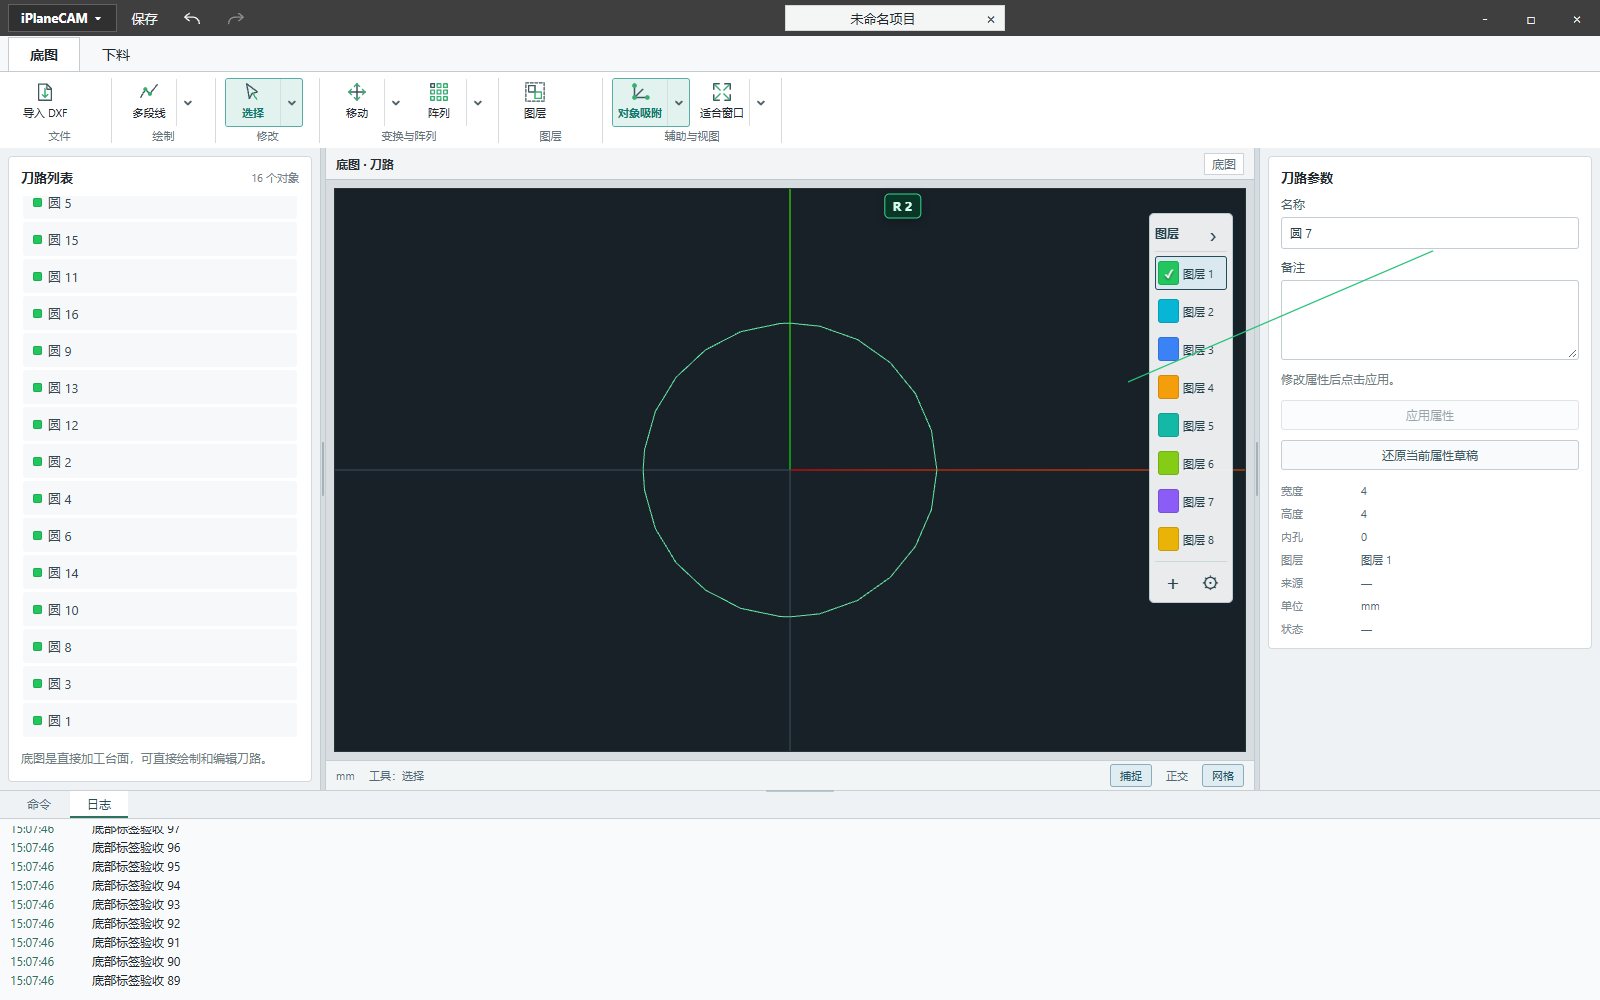 iPlaneCAM
保存
未命名项目
底图
下料
导入 DXF
多段线
选择
移动
阵列
图层
对象吸附
适合窗口
文件
绘制
修改
变换与阵列
图层
辅助与视图
刀路列表
16 个对象
圆 5
圆 15
圆 11
圆 16
圆 9
圆 13
圆 12
圆 2
圆 4
圆 6
圆 14
圆 10
圆 8
圆 3
圆 1
底图是直接加工台面，可直接绘制和编辑刀路。
底图 · 刀路
底图
R 2
图层
图层 1
图层 2
图层 3
图层 4
图层 5
图层 6
图层 7
图层 8
mm
工具：选择
捕捉
正交
网格
刀路参数
名称
圆 7
备注
修改属性后点击应用。
应用属性
还原当前属性草稿
宽度 4
高度 4
内孔 0
图层 图层 1
来源 —
单位 mm
状态 —
命令
日志
15:07:46 底部标签验收 97
15:07:46 底部标签验收 96
15:07:46 底部标签验收 95
15:07:46 底部标签验收 94
15:07:46 底部标签验收 93
15:07:46 底部标签验收 92
15:07:46 底部标签验收 91
15:07:46 底部标签验收 90
15:07:46 底部标签验收 89